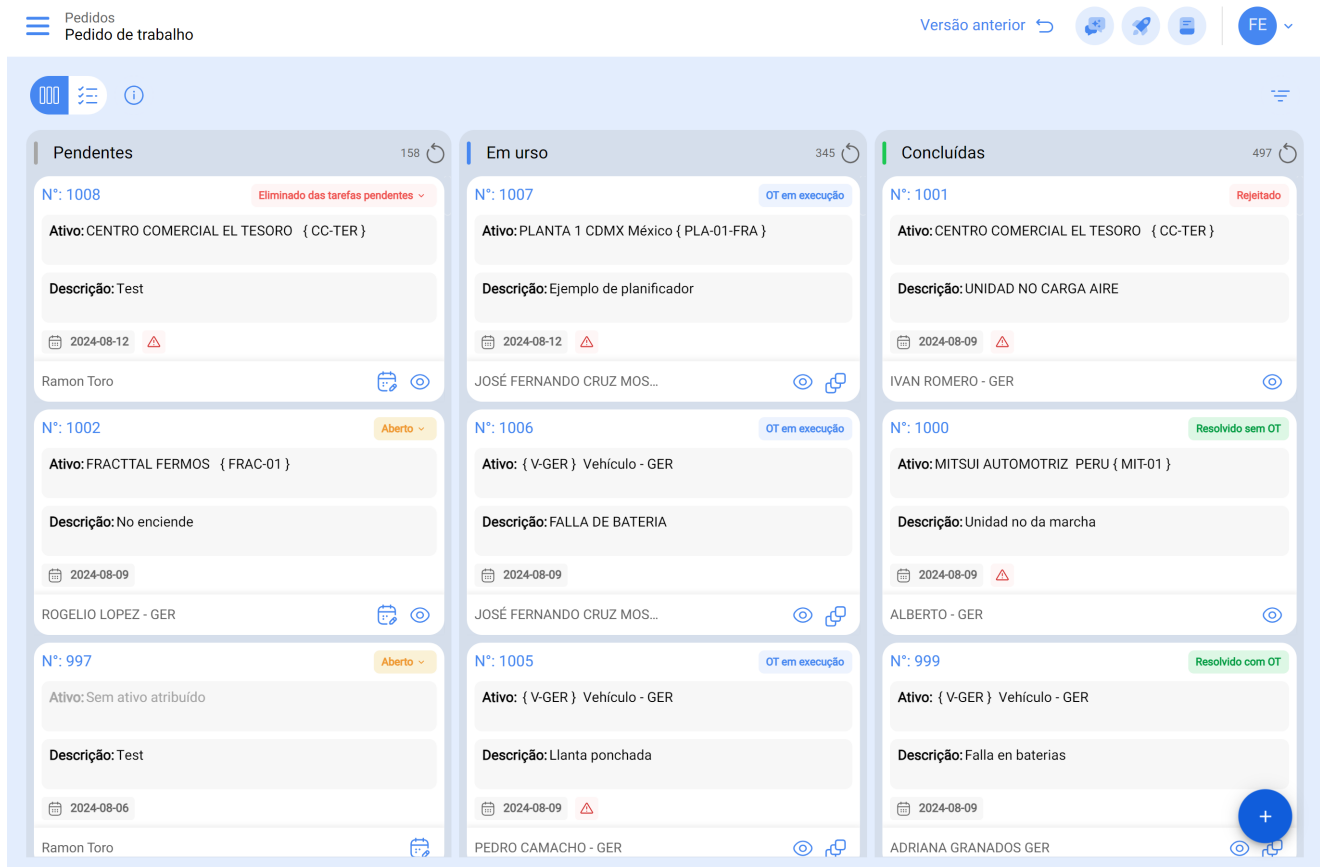 Pedidos
Pedido de trabalho
Versão anterior
FE
Pendentes
158
N°: 1008
Eliminado das tarefas pendentes
Ativo: CENTRO COMERCIAL EL TESORO { CC-TER }
Descrição: Test
2024-08-12
Ramon Toro
N°: 1002
Aberto
Ativo: FRACTTAL FERMOS { FRAC-01 }
Descrição: No enciende
2024-08-09
ROGELIO LOPEZ - GER
N°: 997
Aberto
Ativo: Sem ativo atribuído
Descrição: Test
2024-08-06
Ramon Toro
Em urso
345
N°: 1007
OT em execução
Ativo: PLANTA 1 CDMX México { PLA-01-FRA }
Descrição: Ejemplo de planificador
2024-08-12
JOSÉ FERNANDO CRUZ MOS...
N°: 1006
OT em execução
Ativo: { V-GER } Vehículo - GER
Descrição: FALLA DE BATERIA
2024-08-09
JOSÉ FERNANDO CRUZ MOS...
N°: 1005
OT em execução
Ativo: { V-GER } Vehículo - GER
Descrição: Llanta ponchada
2024-08-09
PEDRO CAMACHO - GER
Concluídas
497
N°: 1001
Rejeitado
Ativo: CENTRO COMERCIAL EL TESORO { CC-TER }
Descrição: UNIDAD NO CARGA AIRE
2024-08-09
IVAN ROMERO - GER
N°: 1000
Resolvido sem OT
Ativo: MITSUI AUTOMOTRIZ PERU { MIT-01 }
Descrição: Unidad no da marcha
2024-08-09
ALBERTO - GER
N°: 999
Resolvido com OT
Ativo: { V-GER } Vehículo - GER
Descrição: Falla en baterias
2024-08-09
ADRIANA GRANADOS GER